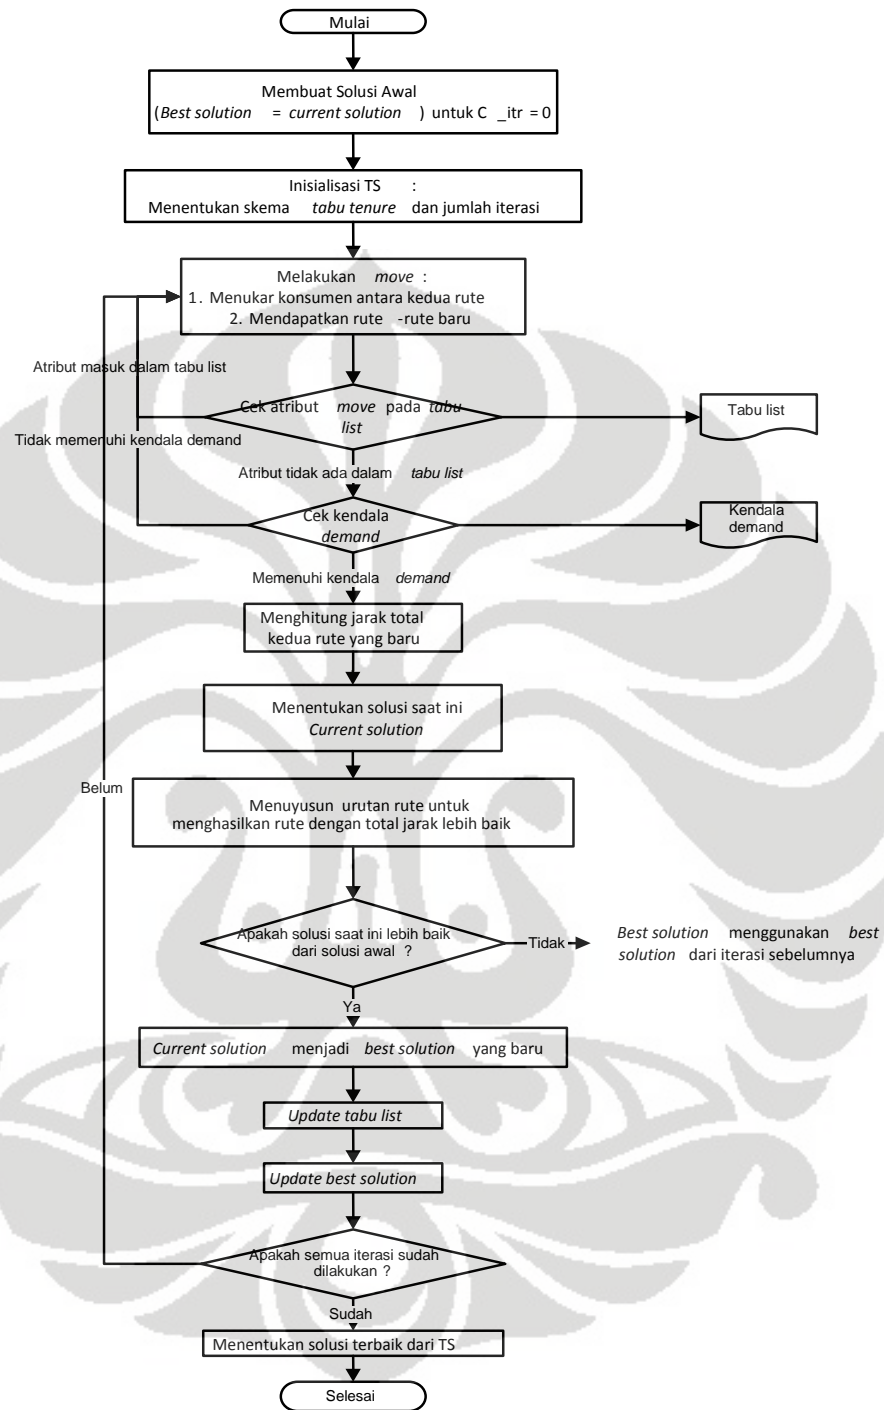 Mulai
Membuat Solusi Awal
(Best solution = current solution ) untuk C _itr = 0
Inisialisasi TS :
Menentukan skema tabu tenure dan jumlah iterasi
Melakukan move :
1. Menukar konsumen antara kedua rute
2. Mendapatkan rute -rute baru
Atribut masuk dalam tabu list
Cek atribut move pada tabu
list
Tabu list
Tidak memenuhi kendala demand
Atribut tidak ada dalam tabu list
Cek kendala
demand
Kendala
demand
Memenuhi kendala demand
Menghitung jarak total
kedua rute yang baru
Menentukan solusi saat ini
Current solution
Belum
Menuyusun urutan rute untuk
menghasilkan rute dengan total jarak lebih baik
Apakah solusi saat ini lebih baik
dari solusi awal ?
Tidak
Best solution menggunakan best
solution dari iterasi sebelumnya
Ya
Current solution menjadi best solution yang baru
Update tabu list
Update best solution
Apakah semua iterasi sudah
dilakukan ?
Sudah
Menentukan solusi terbaik dari TS
Selesai